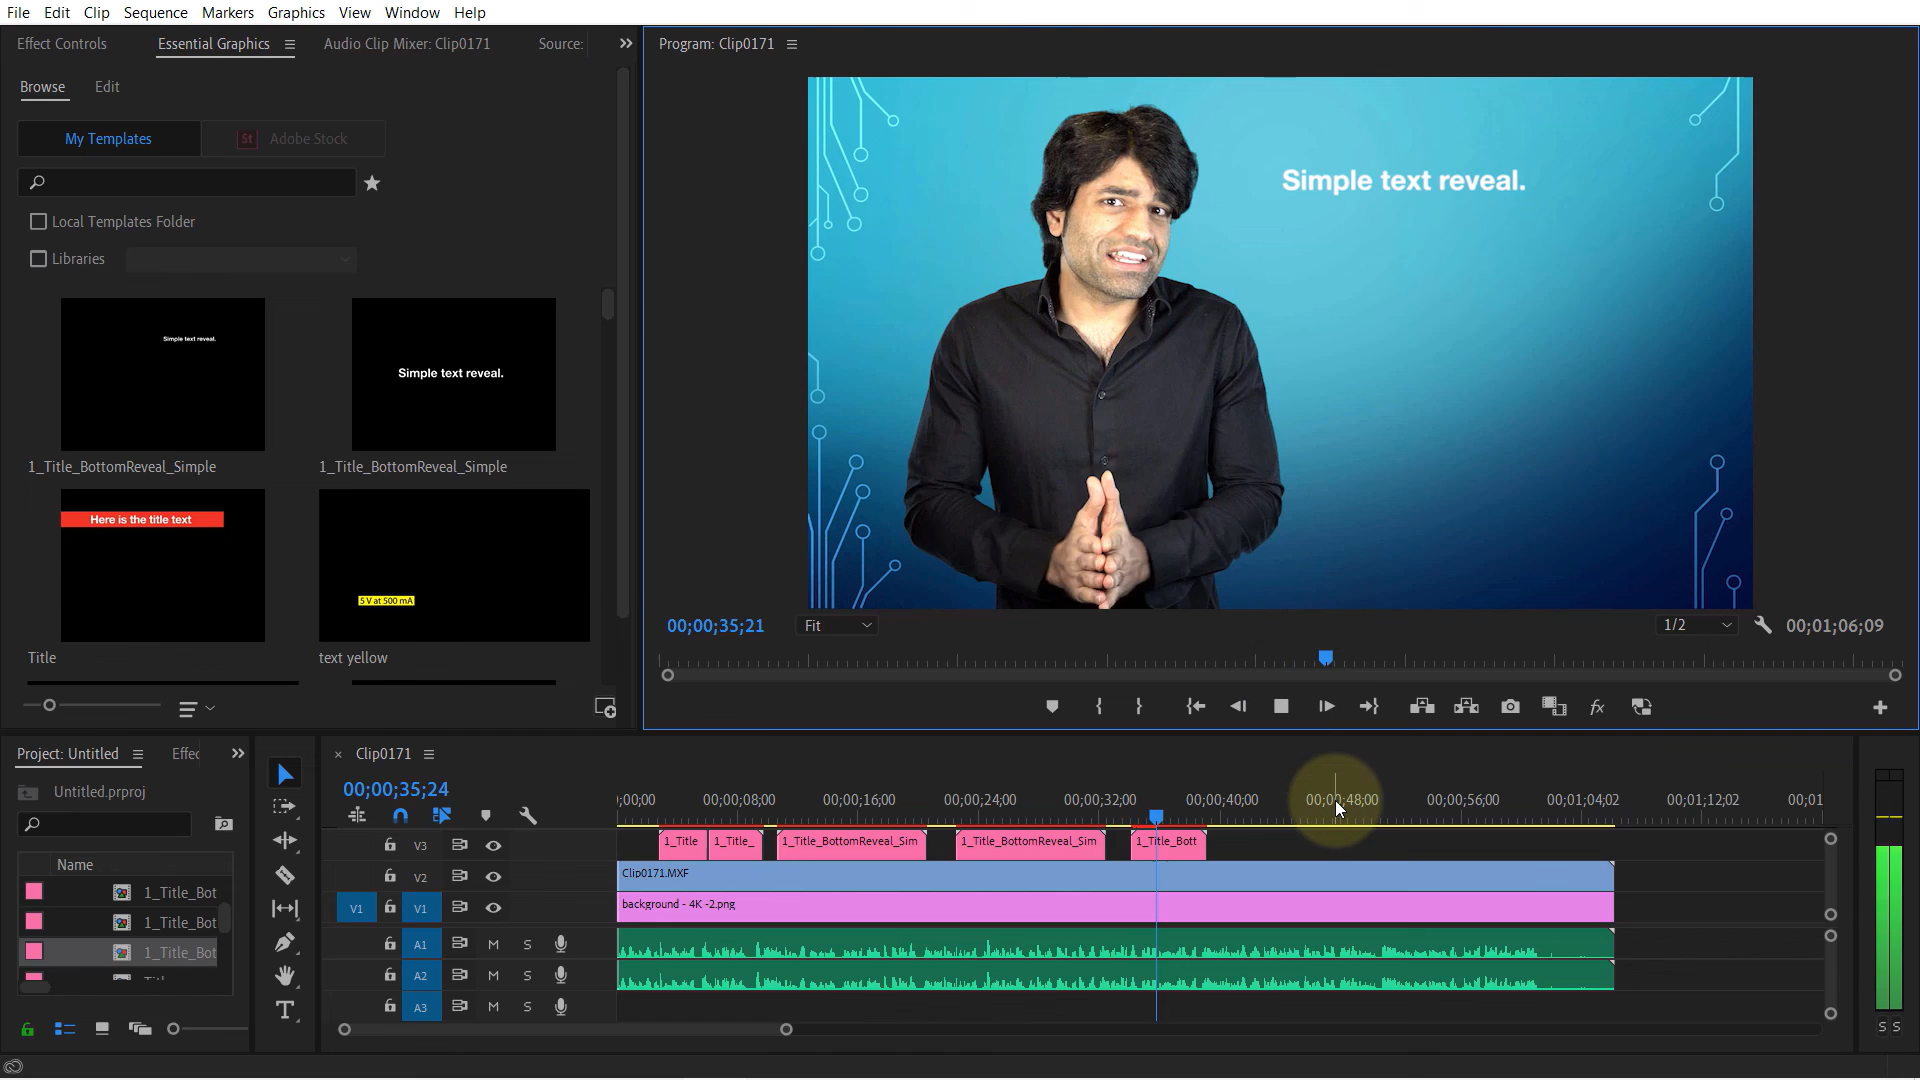 File Edit Clip Sequence Markers Graphics View Window Help
Effect Controls Essential Graphics Audio Clip Mixer: Clip0171 Source:
Program: Clip0171
Browse Edit
My Templates St Adobe Stock
Local Templates Folder
Libraries
Simple text reveal.
Simple text reveal.
1_Title_BottomReveal_Simple 1_Title_BottomReveal_Simple
Here is the title text
5 V at 500 mA
Title text yellow
Simple text reveal.
00;00;35;21 Fit 1/2 00;01;06;09
fx
Project: Untitled Effec
Untitled.prproj
Name
1_Title_Bot
1_Title_Bot
1_Title_Bot
Clip0171
00;00;35;24
;00;00 00;00;08;00 00;00;16;00 00;00;24;00 00;00;32;00 00;00;40;00 00;00;48;00 00;00;56;00 00;01;04;02 00;01;12;02 00;01
V3 1_Title 1_Title_ 1_Title_BottomReveal_Sim 1_Title_BottomReveal_Sim 1_Title_Bott
V2 Clip0171.MXF
V1 V1 background - 4K -2.png
A1 M S
A2 M S
A3 M S
S S